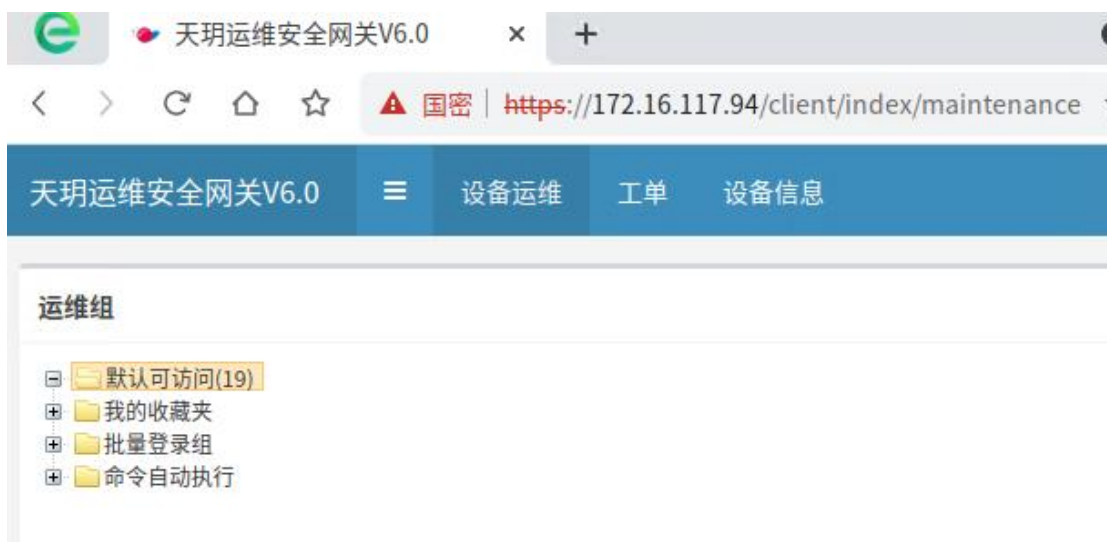 天玥运维安全网关V6.0
国密 https://172.16.117.94/client/index/maintenance
天玥运维安全网关V6.0 设备运维 工单 设备信息
运维组
默认可访问(19)
我的收藏夹
批量登录组
命令自动执行